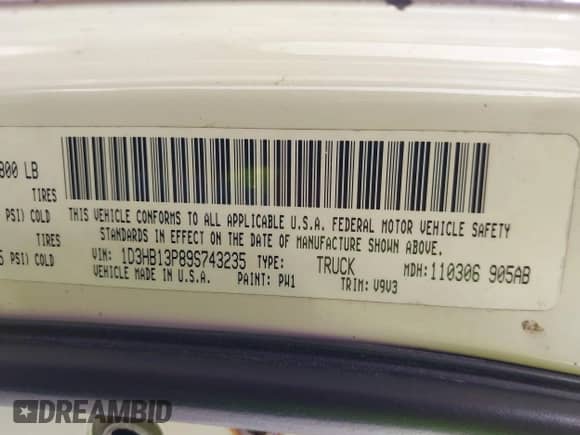 800 LB
TIRES
PSI) COLD
TIRES
5 PSI) COLD
THIS VEHICLE CONFORMS TO ALL APPLICABLE U.S.A. FEDERAL MOTOR VEHICLE SAFETY
STANDARDS IN EFFECT ON THE DATE OF MANUFACTURE SHOWN ABOVE.
VIN: 1D3HB13P89S743235 TYPE: TRUCK MDH: 110306 905AB
VEHICLE MADE IN U.S.A. PAINT: PW1 TRIM: V9V3
DREAMBID